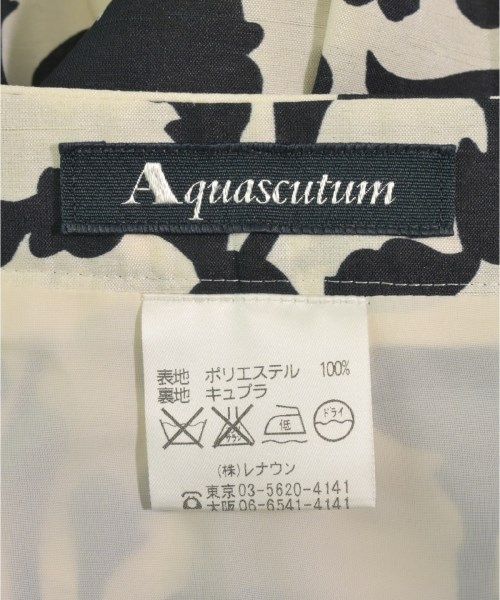 Aquascutum
表地 ポリエステル 100%
裏地 キュプラ
低 ドライ
(株)レナウン
東京03-5620-4141
大阪06-6541-4141